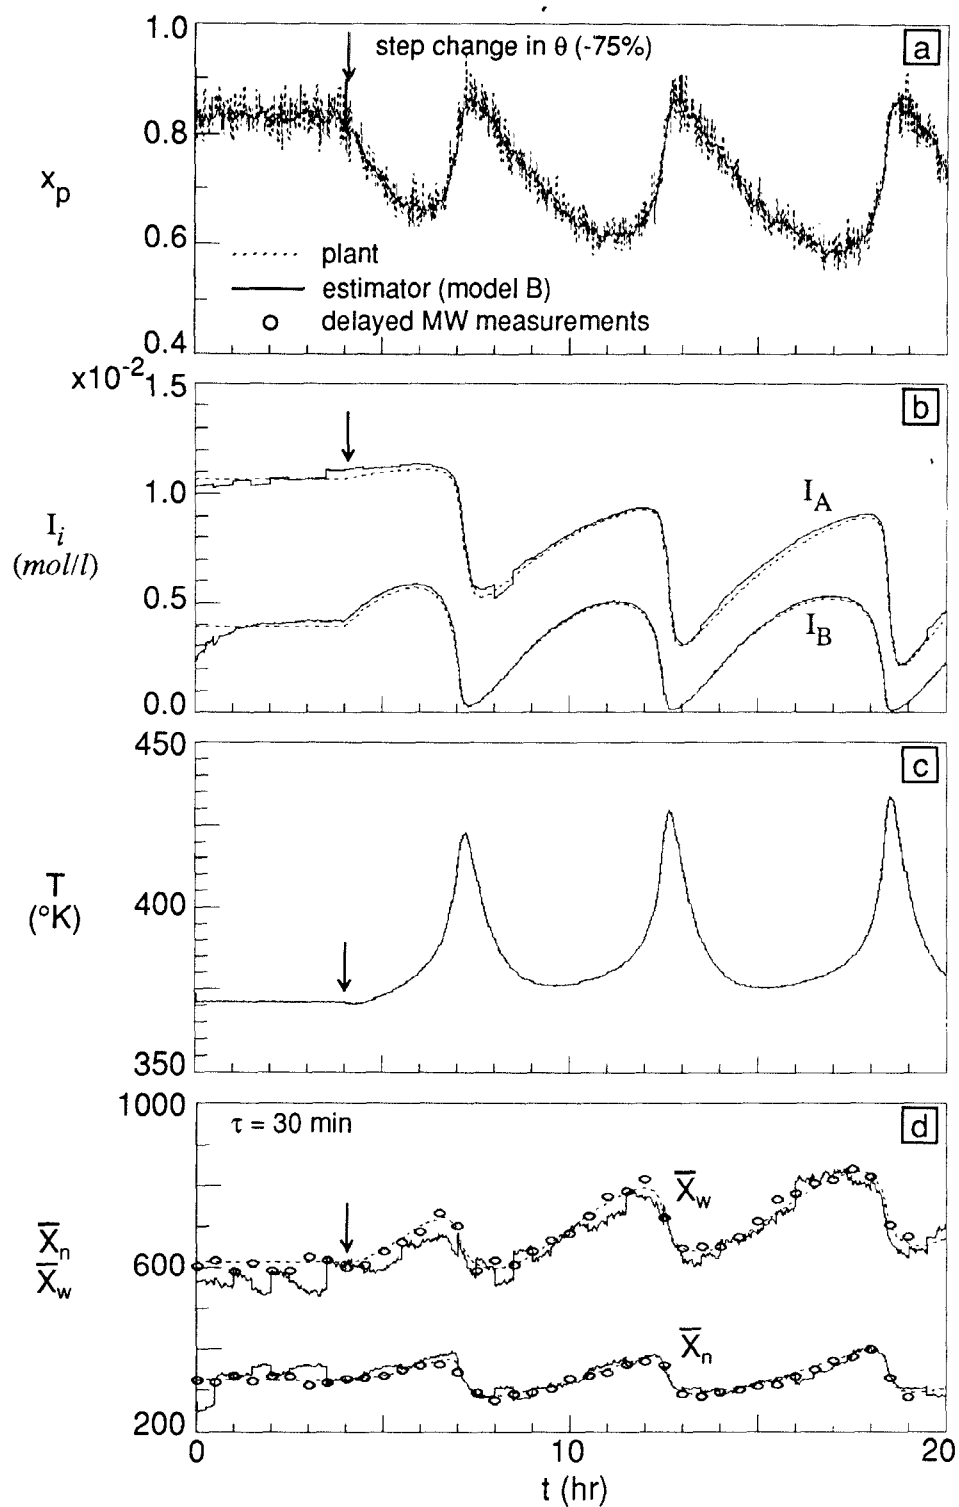 1.0
step change in θ (-75%)
a
0.8
x_p
0.6
plant
estimator (model B)
delayed MW measurements
0.4
x10^-2
1.5
b
1.0
I_A
I_i
(mol/l)
0.5
I_B
0.0
450
c
T
(°K)
400
350
1000
τ = 30 min
d
X̄_w
X̄_n
X̄_w
600
X̄_n
200
0
10
20
t (hr)